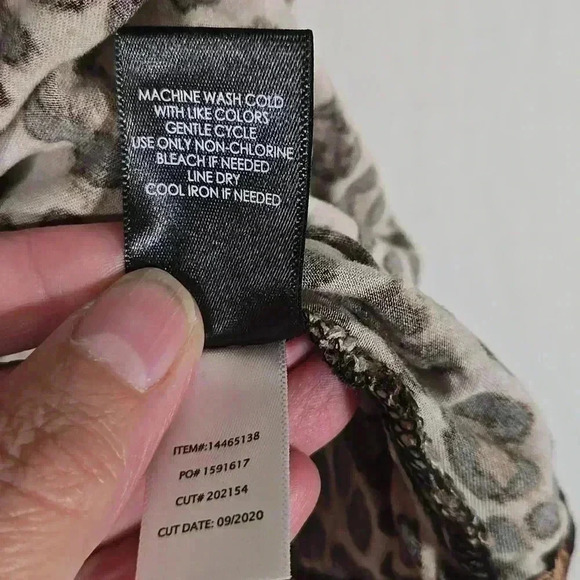 MACHINE WASH COLD
WITH LIKE COLORS
GENTLE CYCLE
USE ONLY NON-CHLORINE
BLEACH IF NEEDED
LINE DRY
COOL IRON IF NEEDED
ITEM#:14465138
PO# 1591617
CUT# 202154
CUT DATE: 09/2020